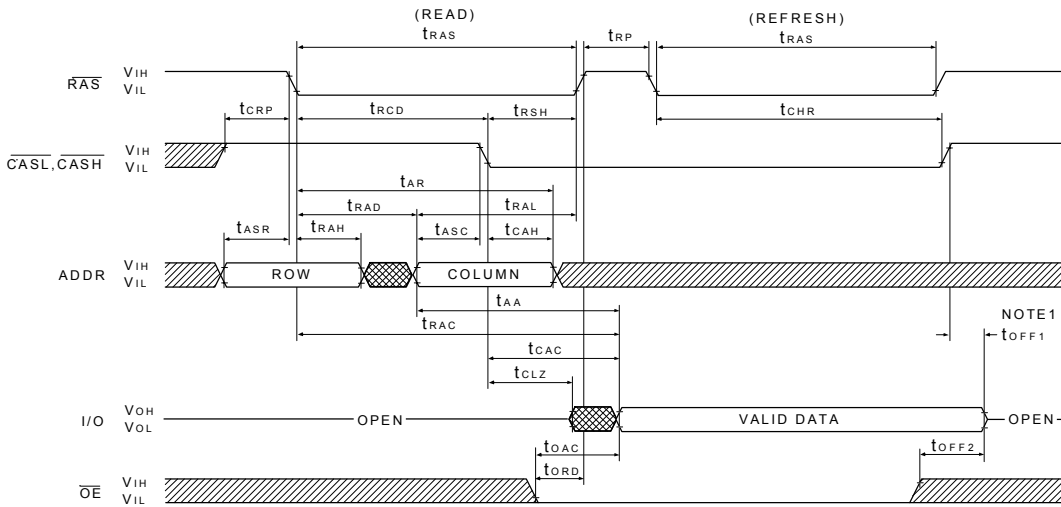 (READ) (REFRESH)
tRAS tRP tRAS
RAS VIH
VIL
tCRP tRCD tRSH tCHR
CASL,CASH VIH
VIL
tAR
tRAD tRAL
tASR tRAH tASC tCAH
ADDR VIH
VIL
ROW COLUMN
tAA
tRAC NOTE1
tOFF1
tCAC
tCLZ
I/O VOH
VOL
OPEN VALID DATA OPEN
tOAC tOFF2
tORD
OE VIH
VIL